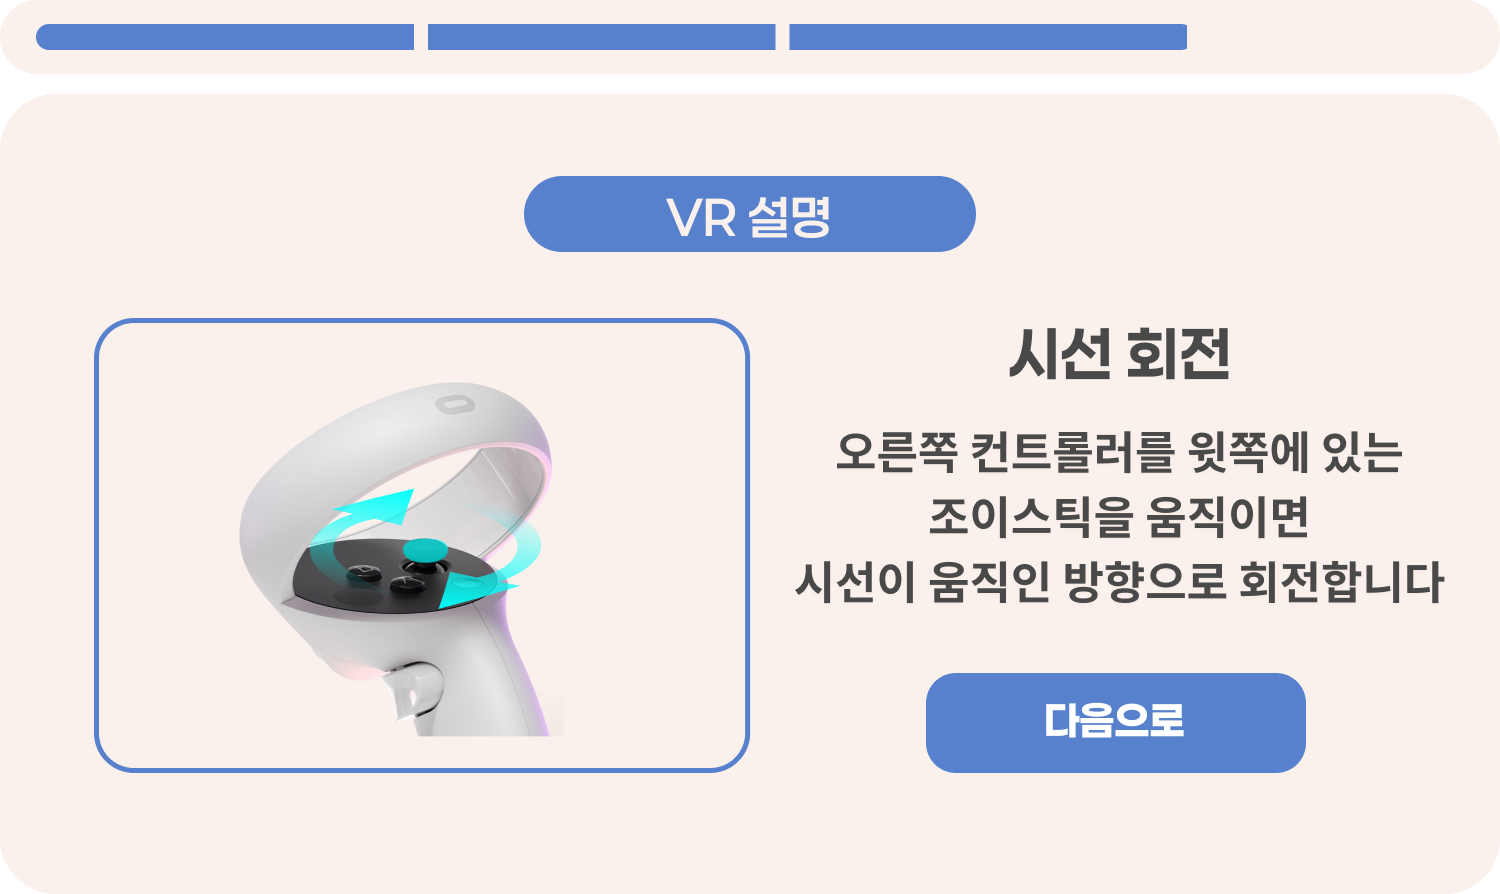 VR 설명
시선 회전
오른쪽 컨트롤러를 윗쪽에 있는
조이스틱을 움직이면
시선이 움직인 방향으로 회전합니다
다음으로